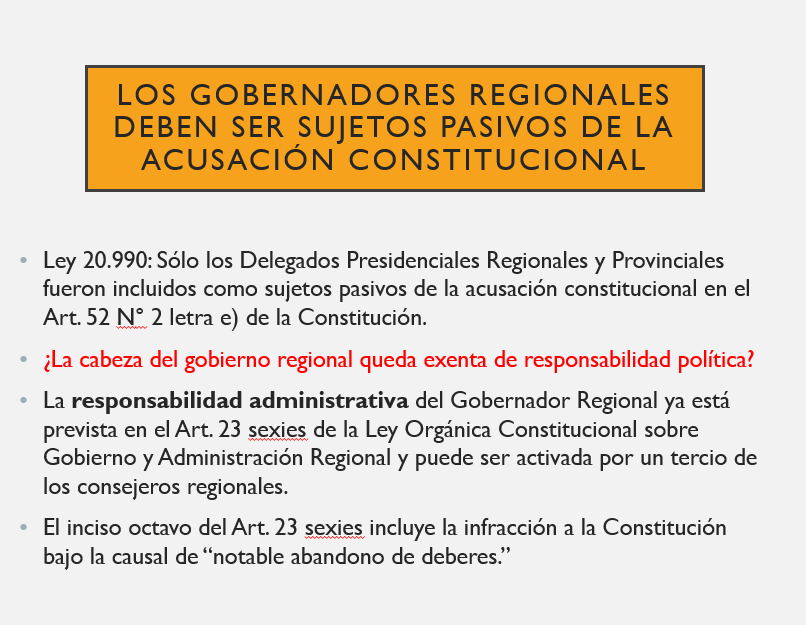 LOS GOBERNADORES REGIONALES
DEBEN SER SUJETOS PASIVOS DE LA
ACUSACIÓN CONSTITUCIONAL
• Ley 20.990: Sólo los Delegados Presidenciales Regionales y Provinciales
fueron incluidos como sujetos pasivos de la acusación constitucional en el
Art. 52 N° 2 letra e) de la Constitución.
• ¿La cabeza del gobierno regional queda exenta de responsabilidad política?
• La responsabilidad administrativa del Gobernador Regional ya está
prevista en el Art. 23 sexies de la Ley Orgánica Constitucional sobre
Gobierno y Administración Regional y puede ser activada por un tercio de
los consejeros regionales.
• El inciso octavo del Art. 23 sexies incluye la infracción a la Constitución
bajo la causal de “notable abandono de deberes.”